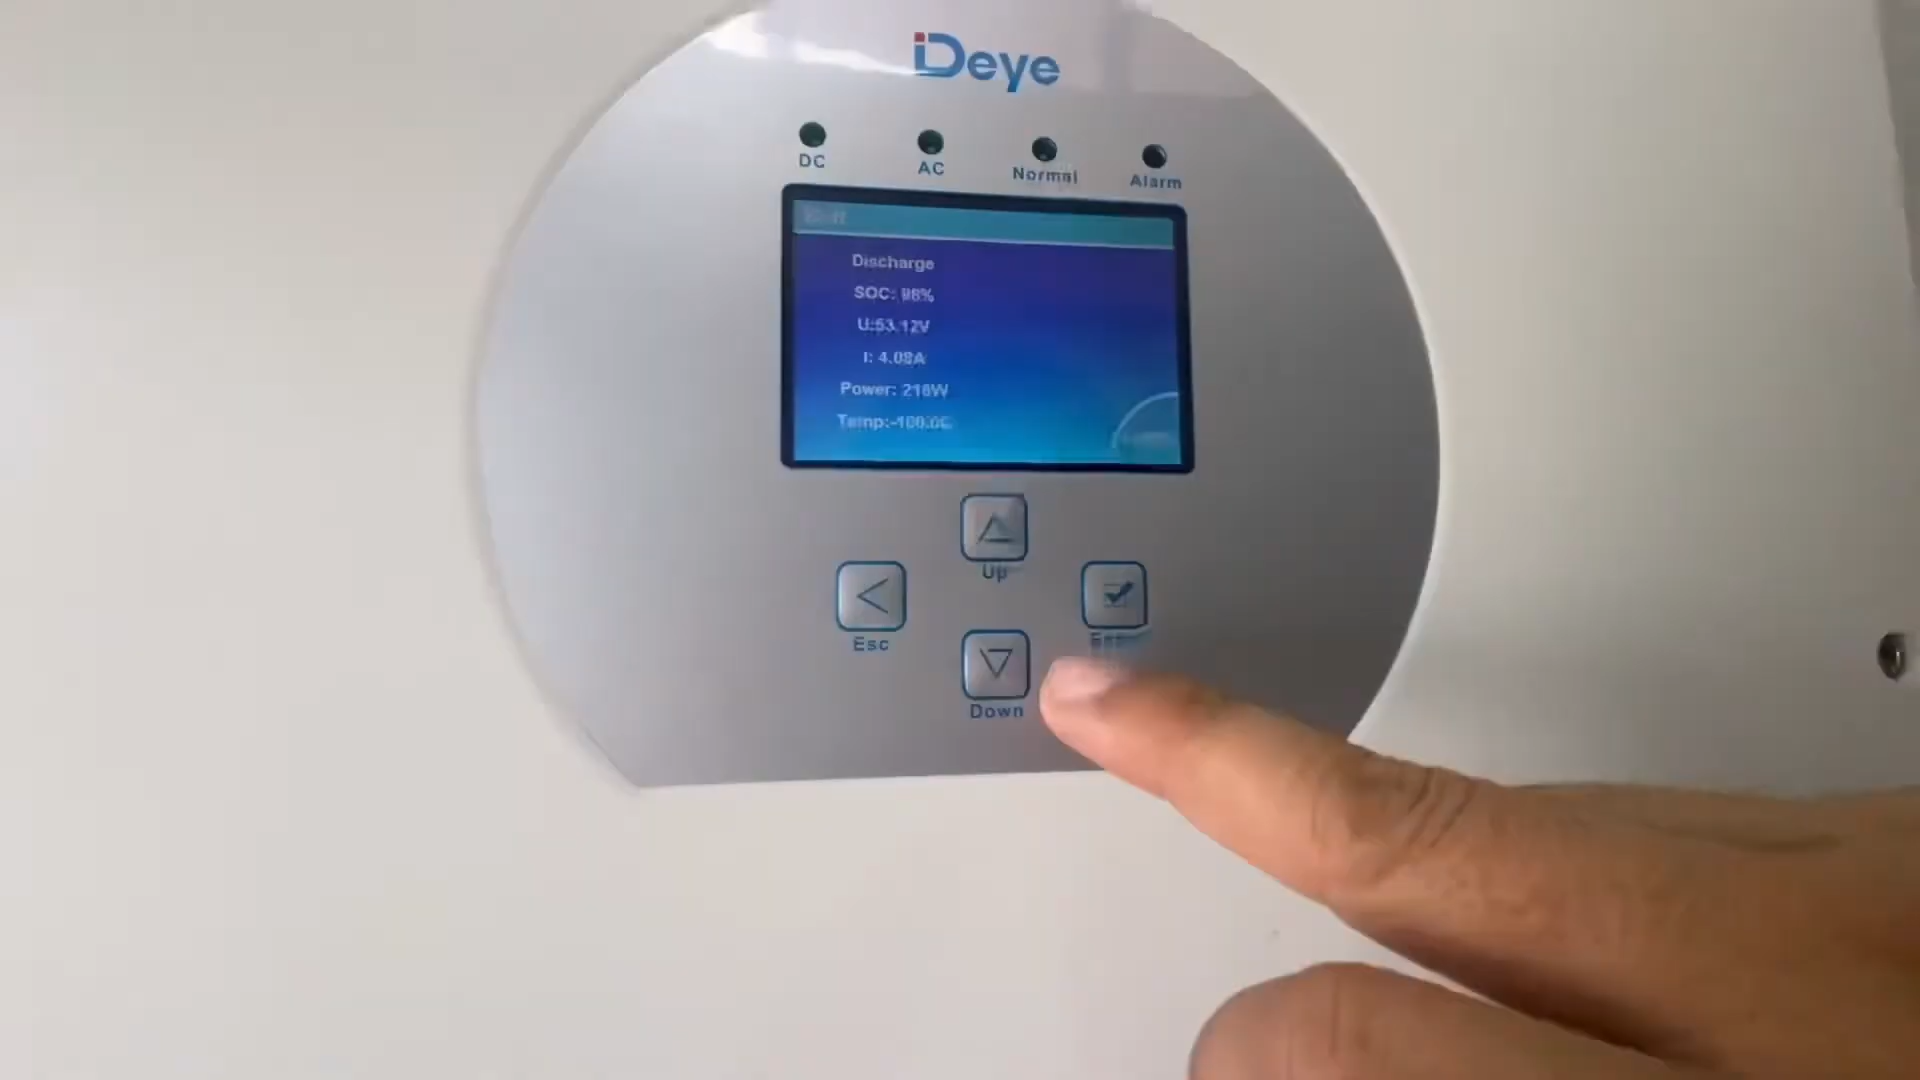 Deye
DC AC Normal Alarm
Batt
Discharge
SOC: 98%
U:53.12V
I: 4.08A
Power: 216W
Temp:-100.0C
Up
Esc
Down